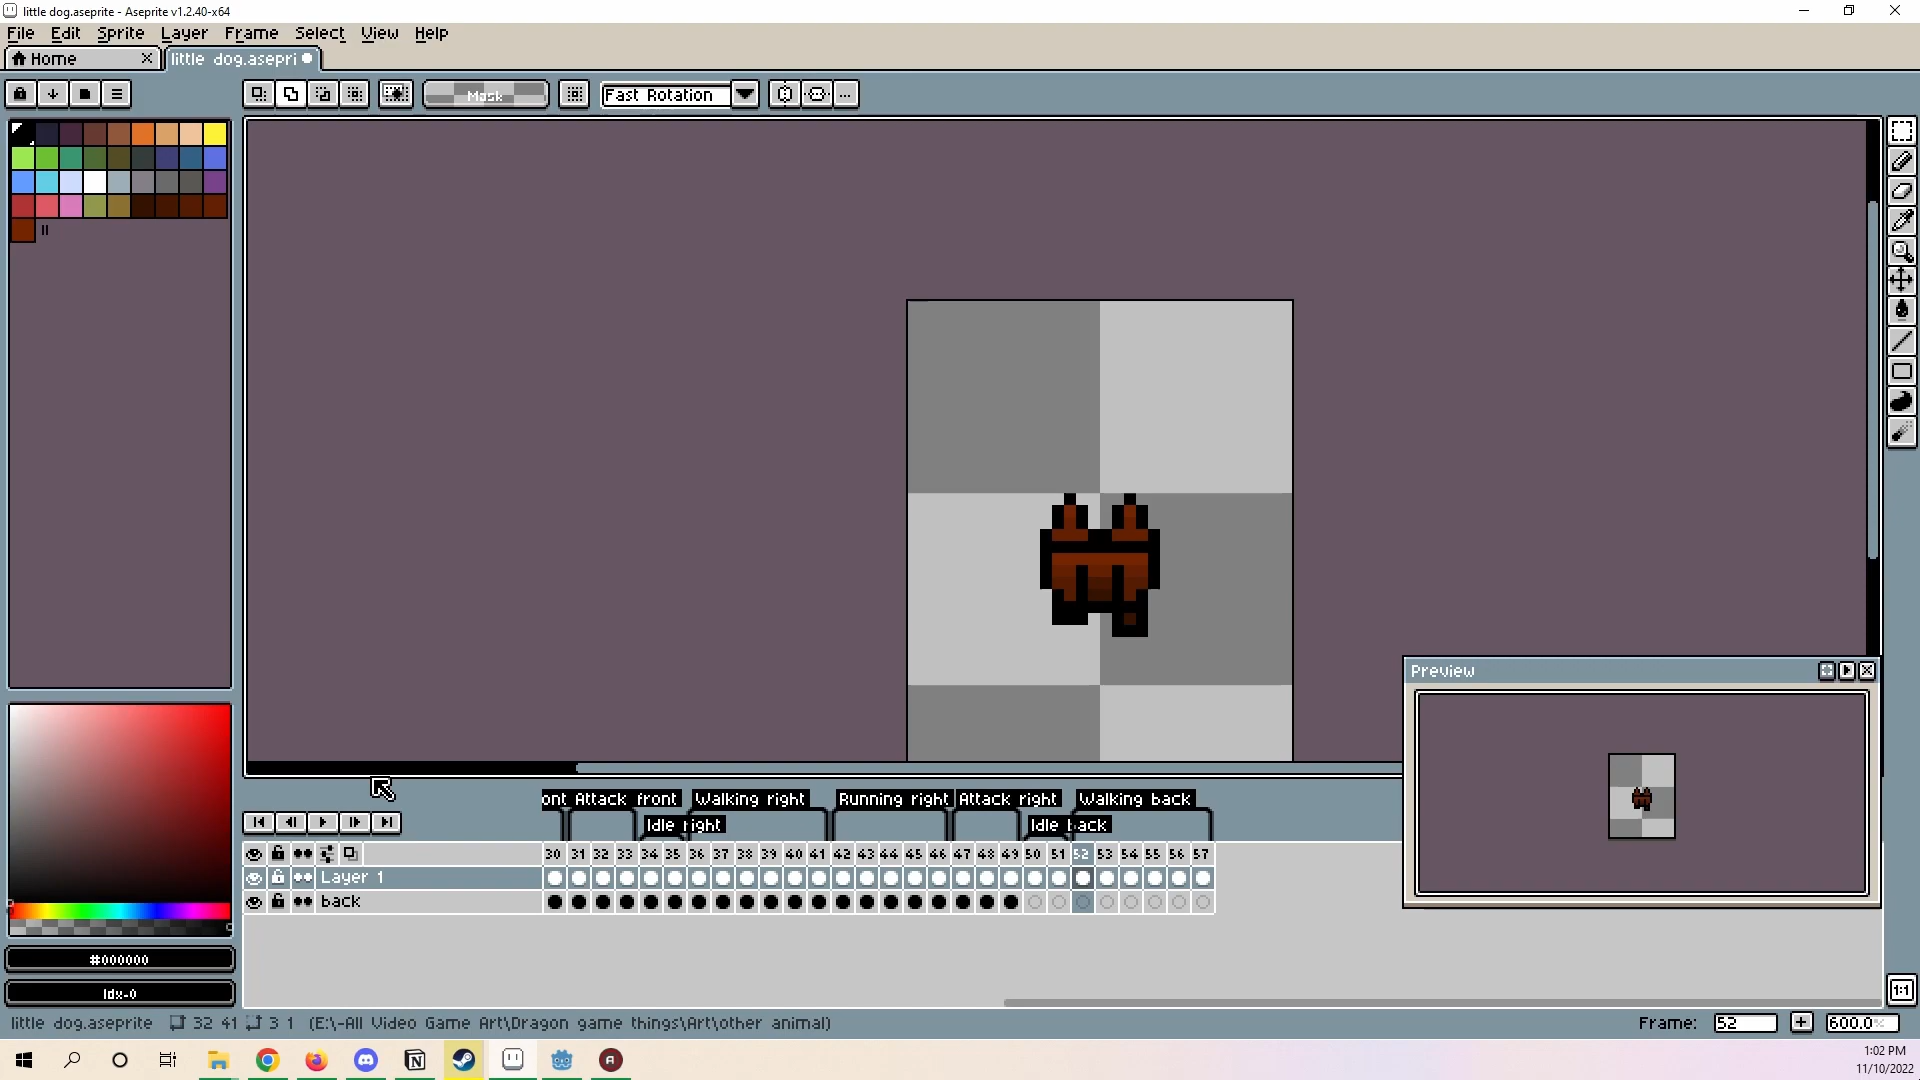 little dog.aseprite - Aseprite v1.2.40-x64
File Edit Sprite Layer Frame Select View Help
Home
little dog.asepri
Mask
Fast Rotation
Preview
ont Attack front Walking right Running right Attack right Walking back
Idle right Idle back
30 31 32 33 34 35 36 37 38 39 40 41 42 43 44 45 46 47 48 49 50 51 52 53 54 55 56 57
Layer 1
back
#000000
Idx-0
1:1
little dog.aseprite 32 41 3 1 (E:\-All Video Game Art\Dragon game things\Art\other animal)
Frame: 52 + 600.0%
1:02 PM
11/10/2022